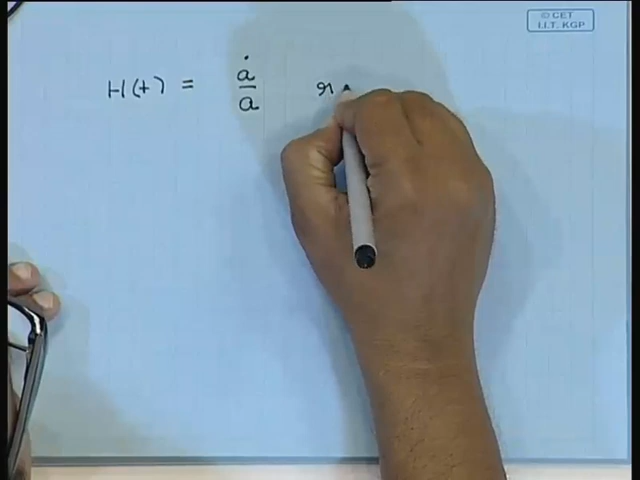 © CET
I.I.T. KGP
H(t) = ȧ/a